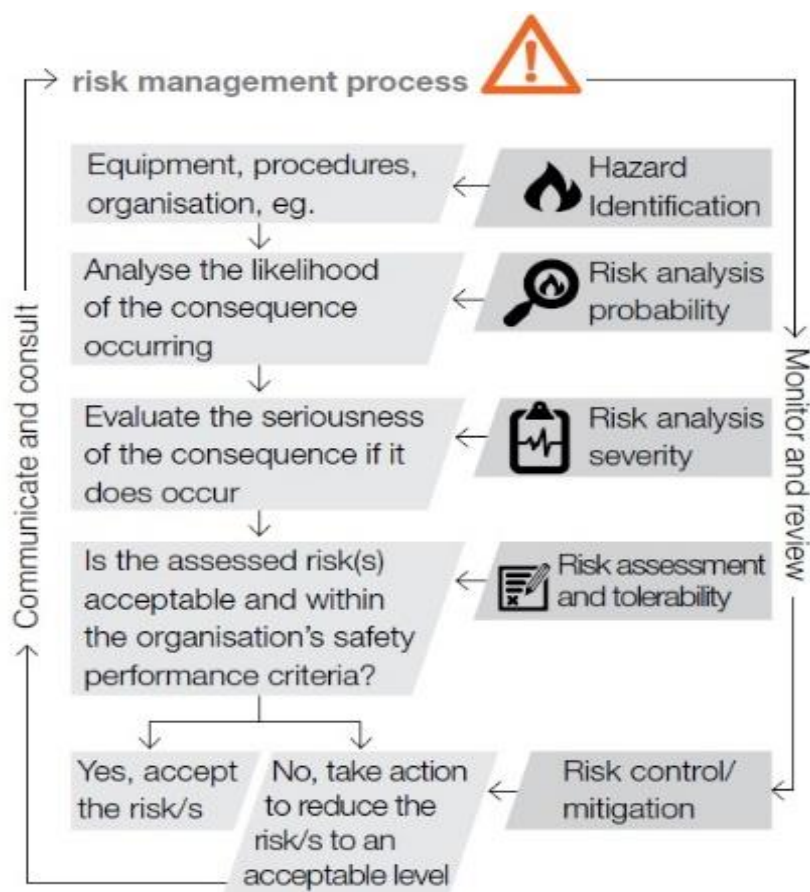 risk management process
Equipment, procedures,
organisation, eg.
Hazard
Identification
Analyse the likelihood
of the consequence
occurring
Risk analysis
probability
Evaluate the seriousness
of the consequence if it
does occur
Risk analysis
severity
Is the assessed risk(s)
acceptable and within
the organisation's safety
performance criteria?
Risk assessment
and tolerability
Yes, accept
the risk/s
No, take action
to reduce the
risk/s to an
acceptable level
Risk control/
mitigation
Communicate and consult
Monitor and review